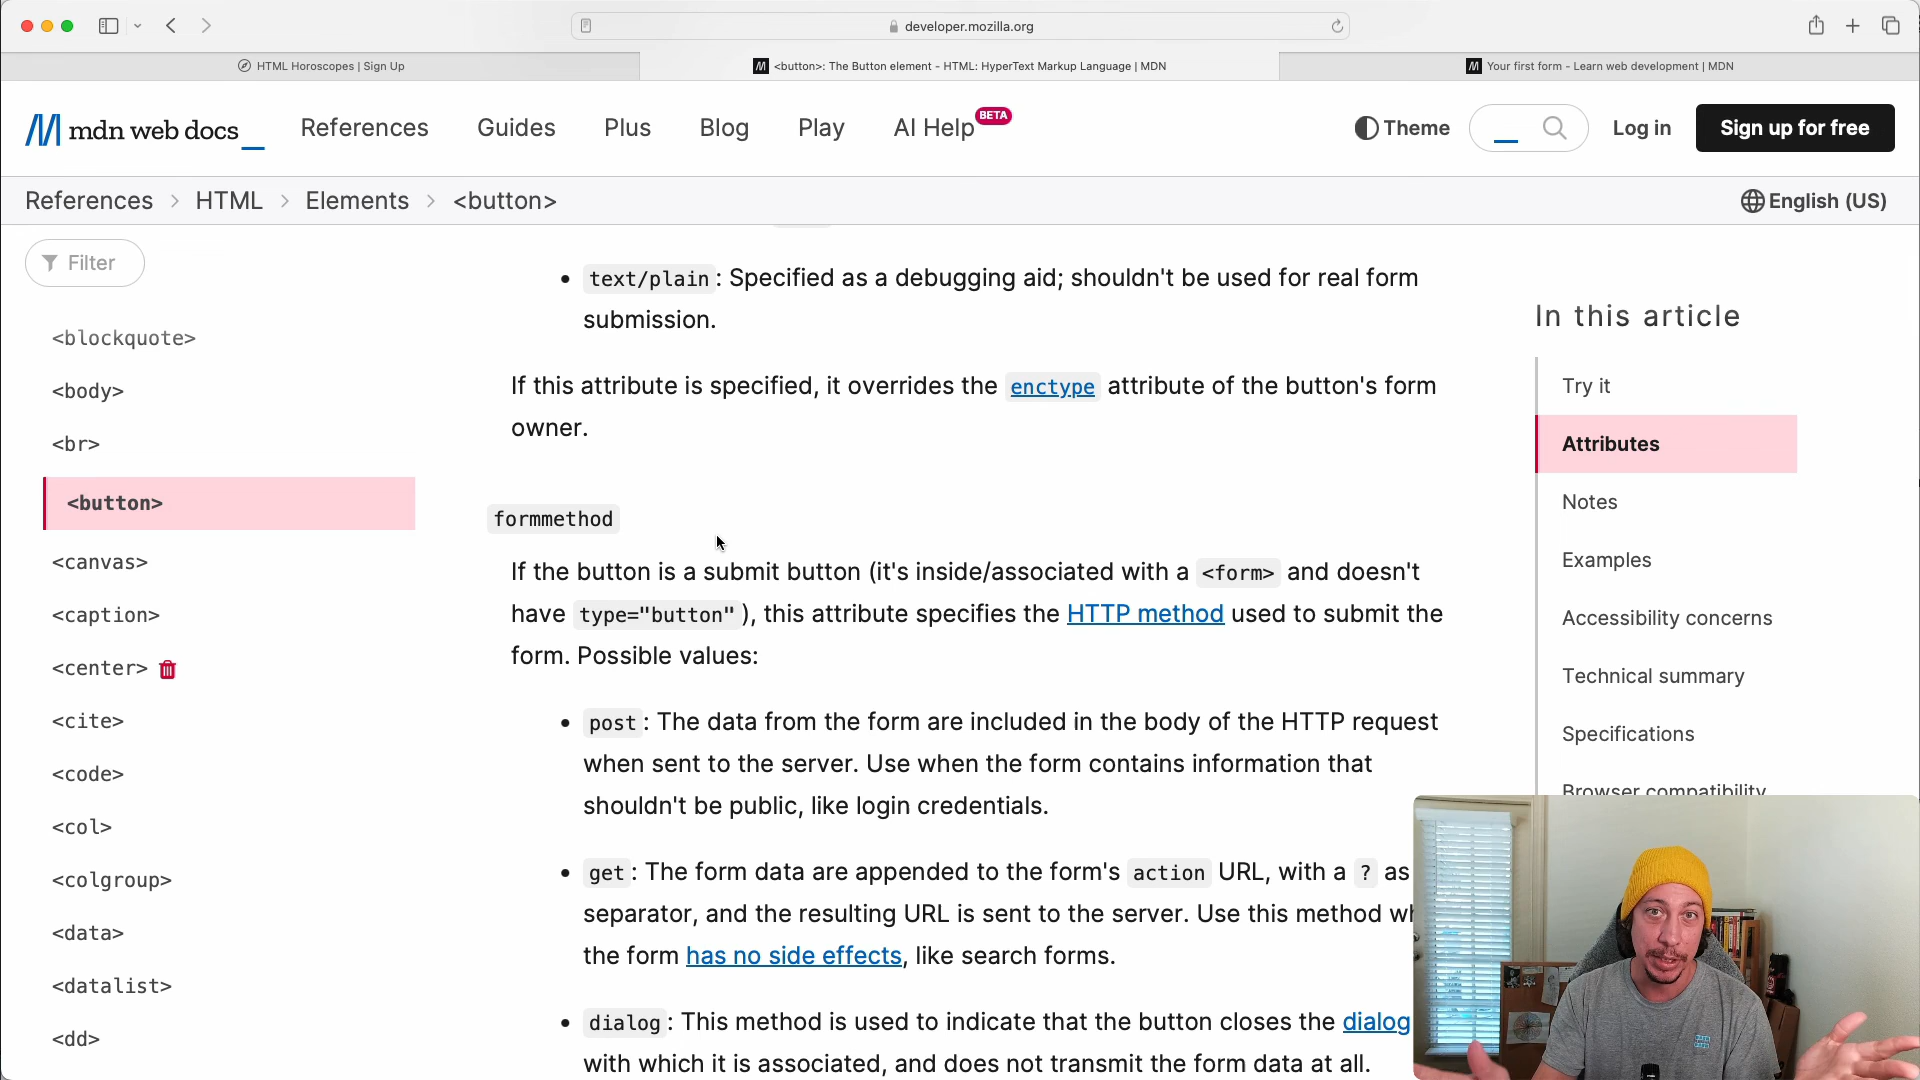 developer.mozilla.org
HTML Horoscopes | Sign Up
<button>: The Button element - HTML: HyperText Markup Language | MDN
Your first form - Learn web development | MDN
mdn web docs_
References
Guides
Plus
Blog
Play
AI Help
BETA
Theme
Log in
Sign up for free
References > HTML > Elements > <button>
English (US)
Filter
<blockquote>
<body>
<br>
<button>
<canvas>
<caption>
<center>
<cite>
<code>
<col>
<colgroup>
<data>
<datalist>
<dd>
• text/plain: Specified as a debugging aid; shouldn't be used for real form
submission.
If this attribute is specified, it overrides the enctype attribute of the button's form
owner.
formmethod
If the button is a submit button (it's inside/associated with a <form> and doesn't
have type="button"), this attribute specifies the HTTP method used to submit the
form. Possible values:
• post: The data from the form are included in the body of the HTTP request
when sent to the server. Use when the form contains information that
shouldn't be public, like login credentials.
• get: The form data are appended to the form's action URL, with a ? as
separator, and the resulting URL is sent to the server. Use this method
the form has no side effects, like search forms.
• dialog: This method is used to indicate that the button closes the dialog
with which it is associated, and does not transmit the form data at all.
In this article
Try it
Attributes
Notes
Examples
Accessibility concerns
Technical summary
Specifications
Browser compatibility